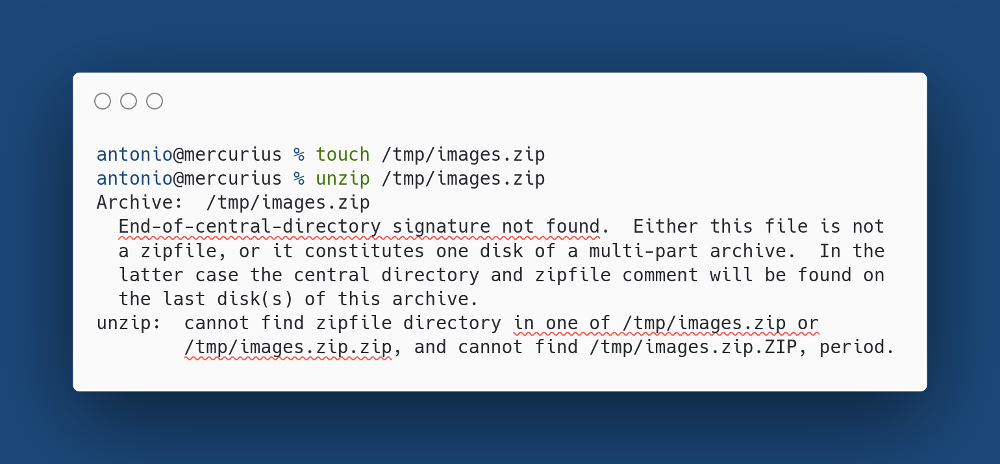 antonio@mercurius % touch /tmp/images.zip
antonio@mercurius % unzip /tmp/images.zip
Archive:  /tmp/images.zip
  End-of-central-directory signature not found.  Either this file is not
  a zipfile, or it constitutes one disk of a multi-part archive.  In the
  latter case the central directory and zipfile comment will be found on
  the last disk(s) of this archive.
unzip:  cannot find zipfile directory in one of /tmp/images.zip or
        /tmp/images.zip.zip, and cannot find /tmp/images.zip.ZIP, period.